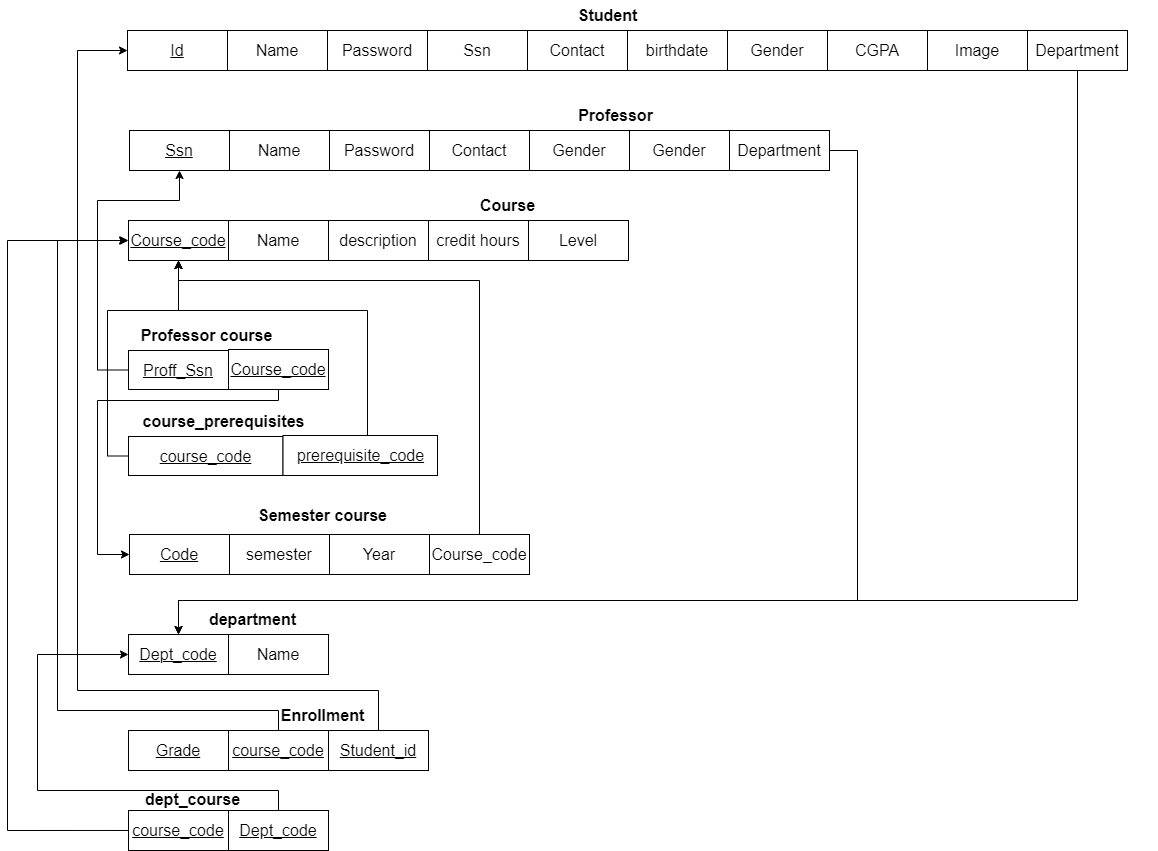 Student
Id Name Password Ssn Contact birthdate Gender CGPA Image Department
Professor
Ssn Name Password Contact Gender Gender Department
Course
Course_code Name description credit hours Level
Professor course
Proff_Ssn Course_code
course_prerequisites
course_code prerequisite_code
Semester course
Code semester Year Course_code
department
Dept_code Name
Enrollment
Grade course_code Student_id
dept_course
course_code Dept_code